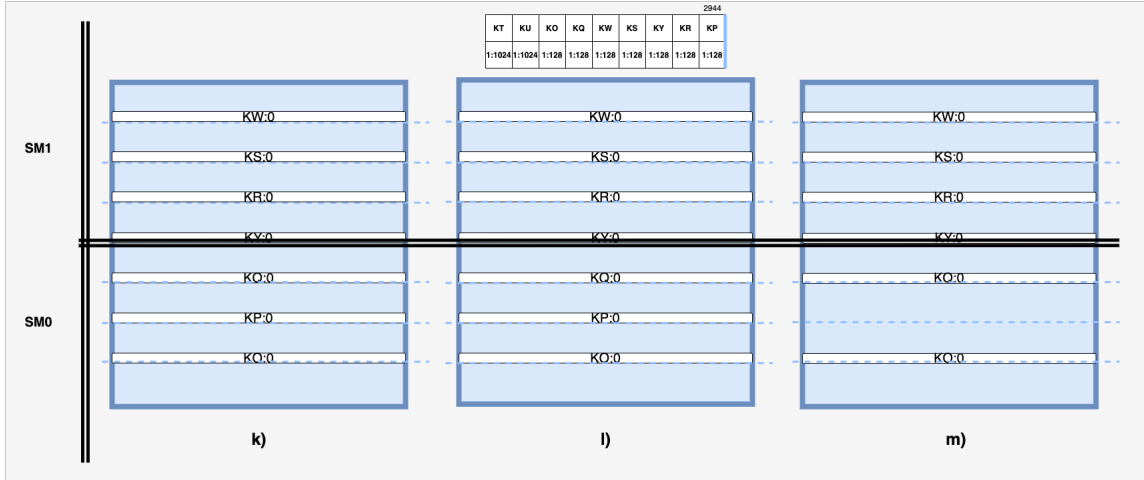 2944
KT KU KO KQ KW KS KY KR KP
1:1024 1:1024 1:128 1:128 1:128 1:128 1:128 1:128 1:128
KW:0 KW:0 KW:0
SM1
KS:0 KS:0 KS:0
KR:0 KR:0 KR:0
KY:0 KY:0 KY:0
KQ:0 KQ:0 KQ:0
SM0
KP:0 KP:0
KO:0 KO:0 KO:0
k) l) m)